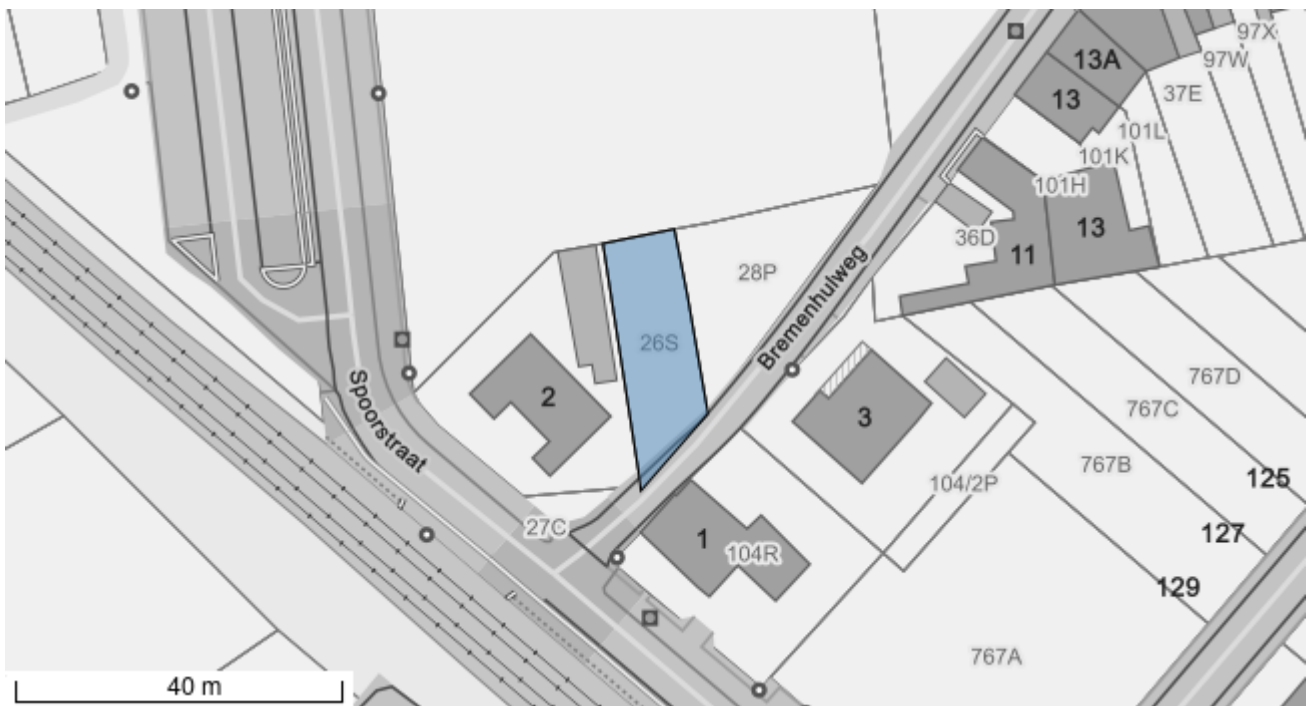 97X
97W
13A
37E
13
101L
101K
101H
36D
13
11
28P
Bremenhulweg
26S
Spoorstraat
2
3
767D
767C
767B
125
104/2P
127
27C
1
104R
129
767A
40 m